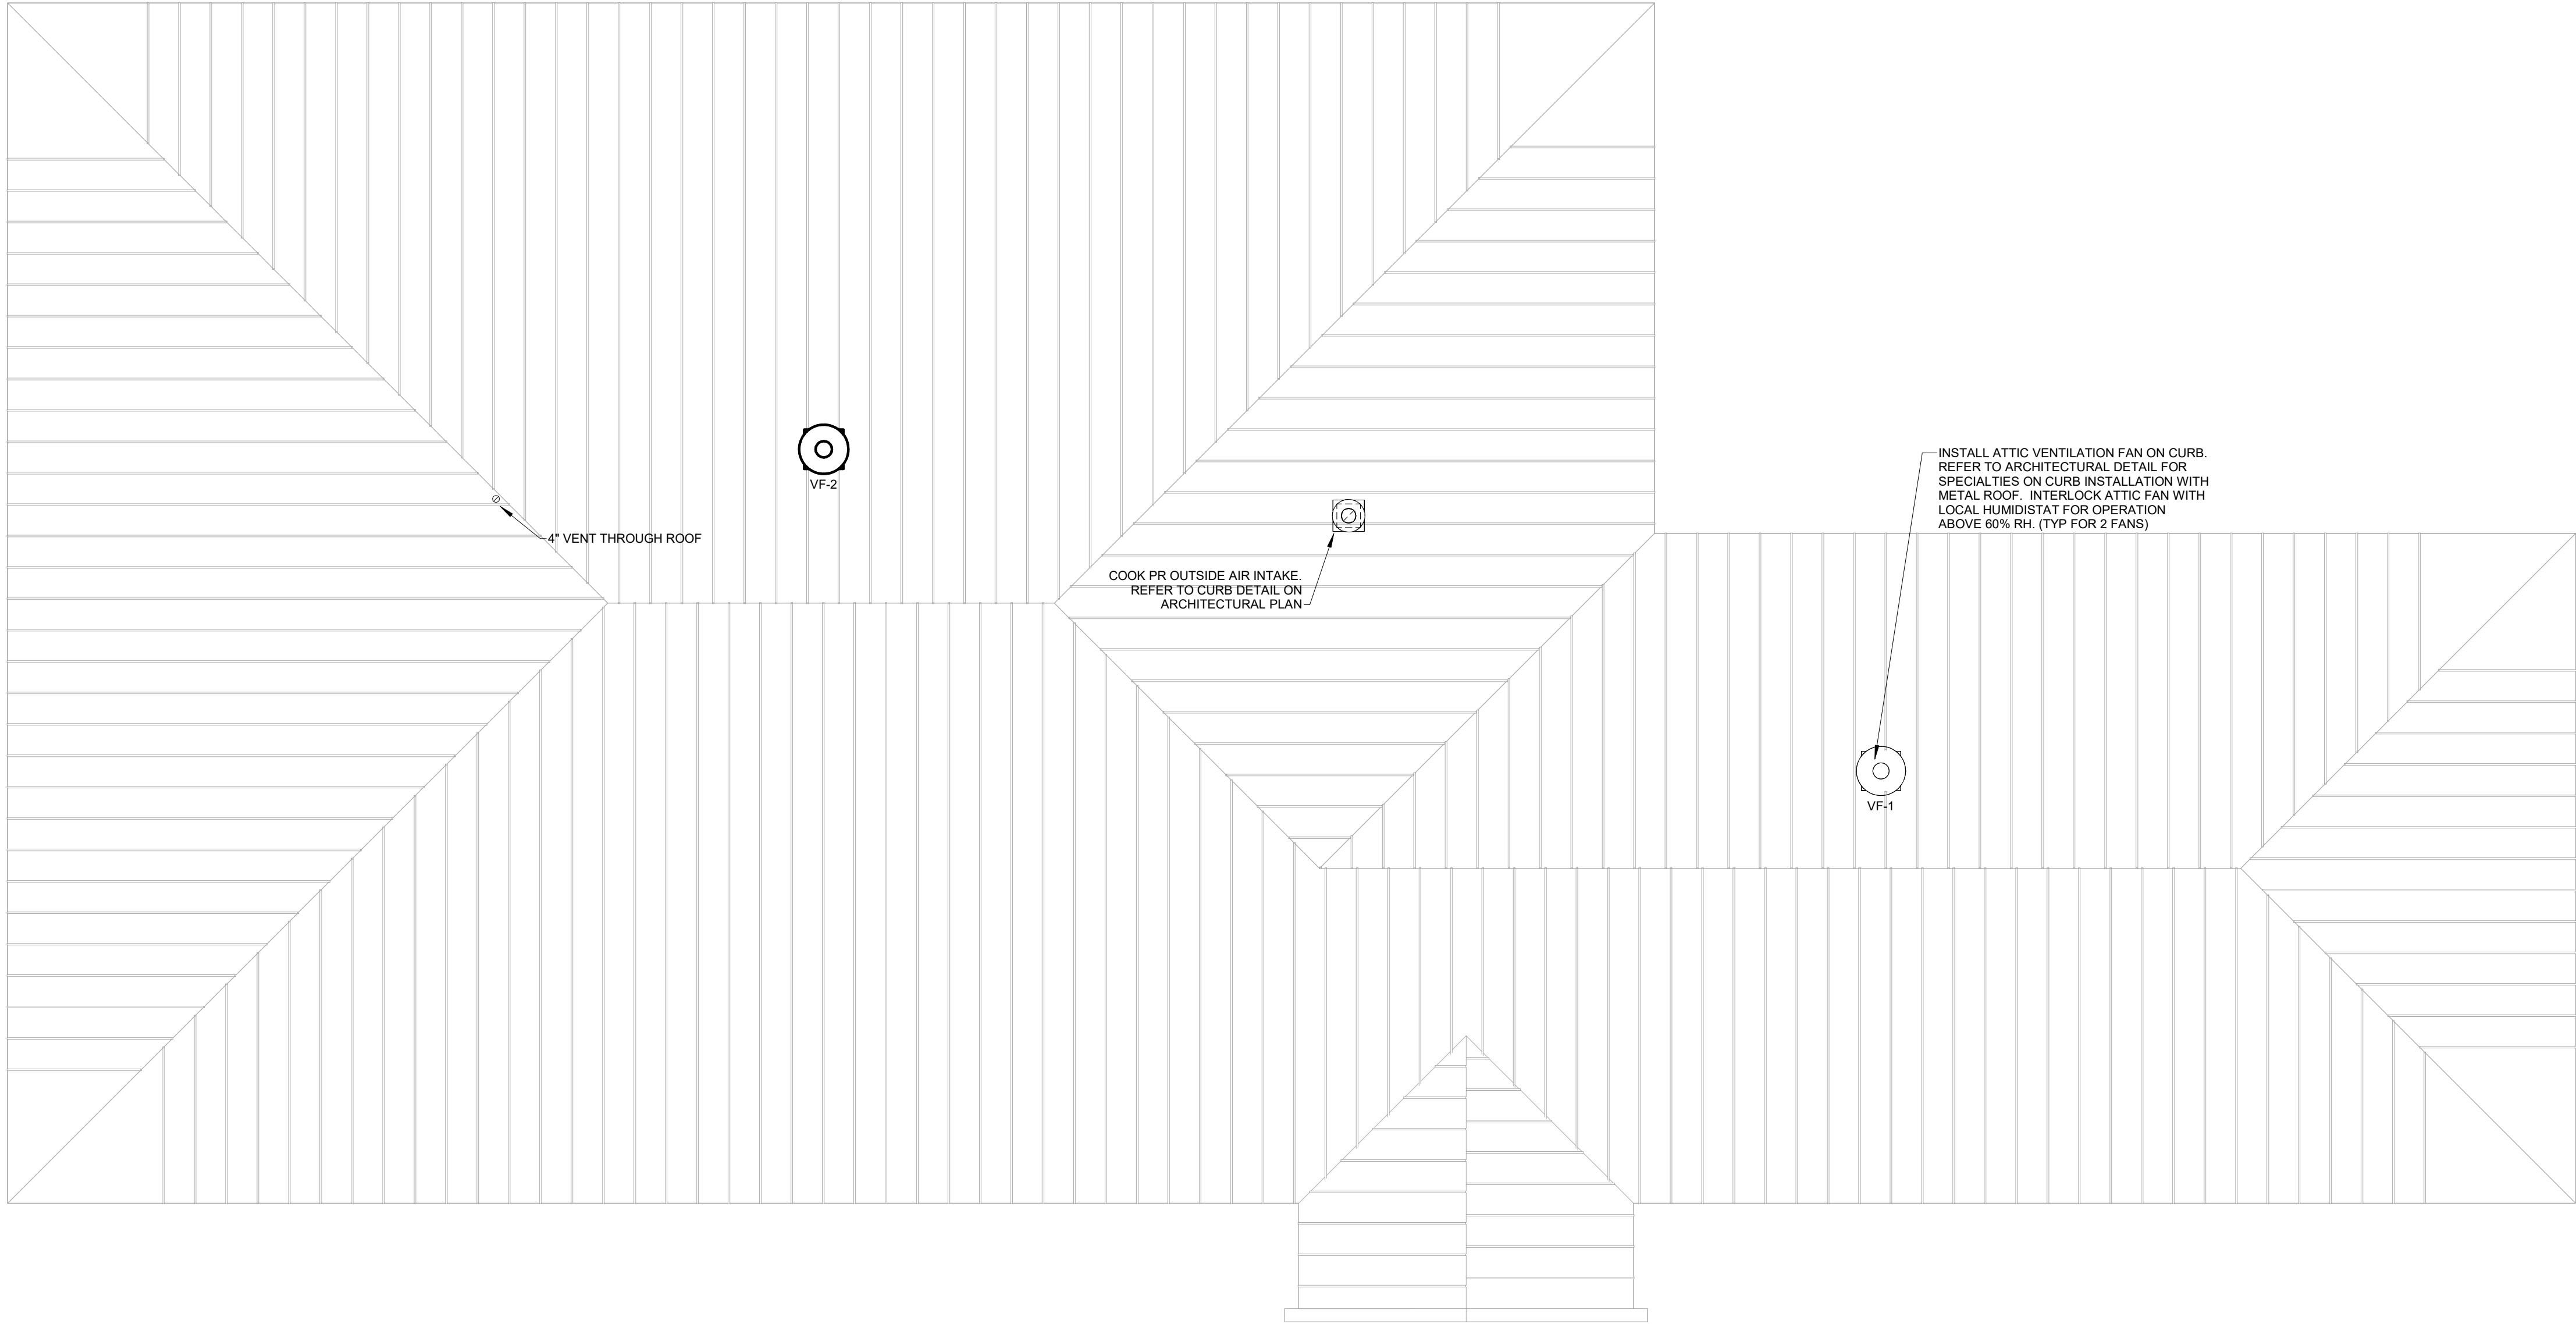 INSTALL ATTIC VENTILATION FAN ON CURB.
REFER TO ARCHITECTURAL DETAIL FOR
SPECIALTIES ON CURB INSTALLATION WITH
METAL ROOF. INTERLOCK ATTIC FAN WITH
LOCAL HUMIDISTAT FOR OPERATION
ABOVE 60% RH. (TYP FOR 2 FANS)
VF-2
4" VENT THROUGH ROOF
COOK PR OUTSIDE AIR INTAKE.
REFER TO CURB DETAIL ON
ARCHITECTURAL PLAN
VF-1